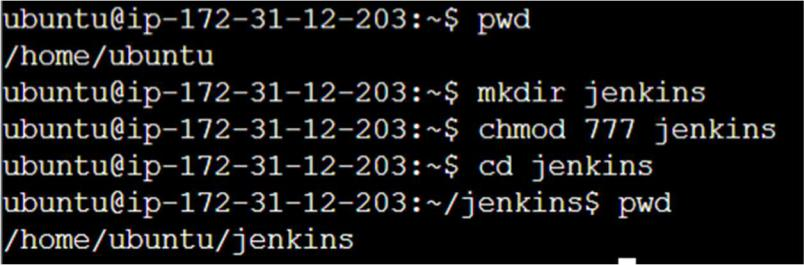 ubuntu@ip-172-31-12-203:~$ pwd
/home/ubuntu
ubuntu@ip-172-31-12-203:~$ mkdir jenkins
ubuntu@ip-172-31-12-203:~$ chmod 777 jenkins
ubuntu@ip-172-31-12-203:~$ cd jenkins
ubuntu@ip-172-31-12-203:~/jenkins$ pwd
/home/ubuntu/jenkins